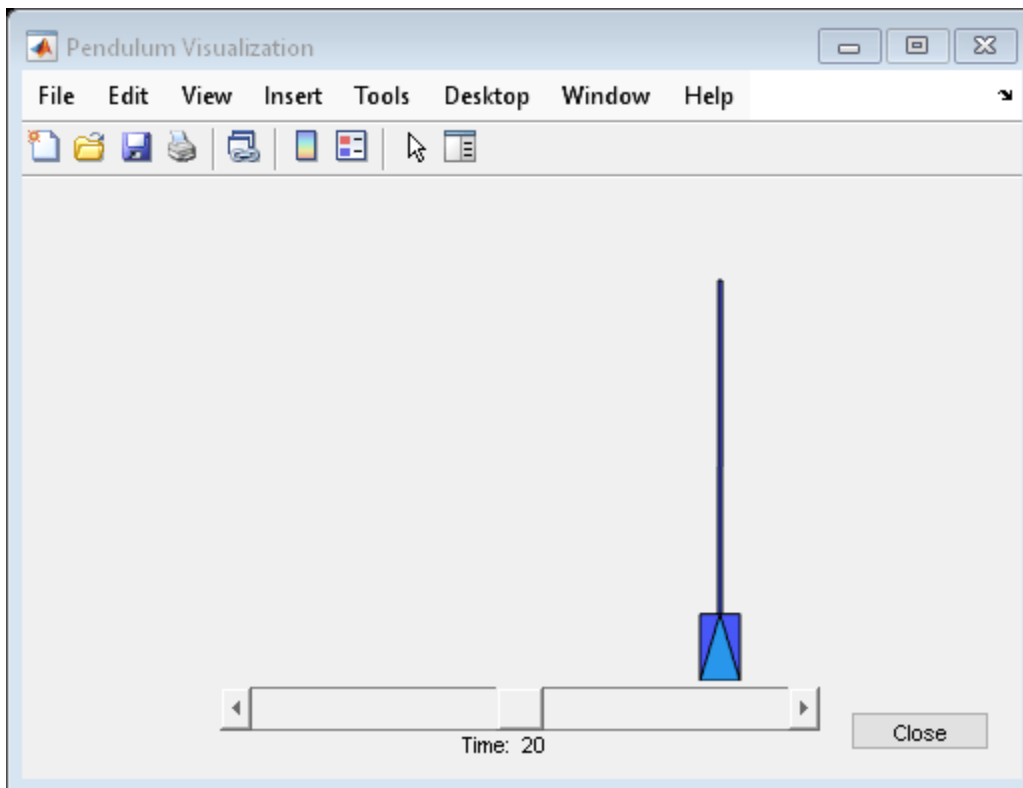 Pendulum Visualization
File Edit View Insert Tools Desktop Window Help
Time: 20
Close